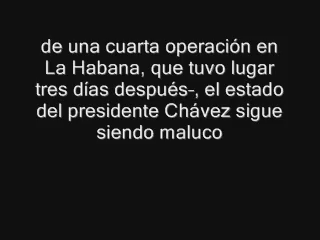 de una cuarta operación en
La Habana, que tuvo lugar
tres días después-, el estado
del presidente Chávez sigue
siendo maluco